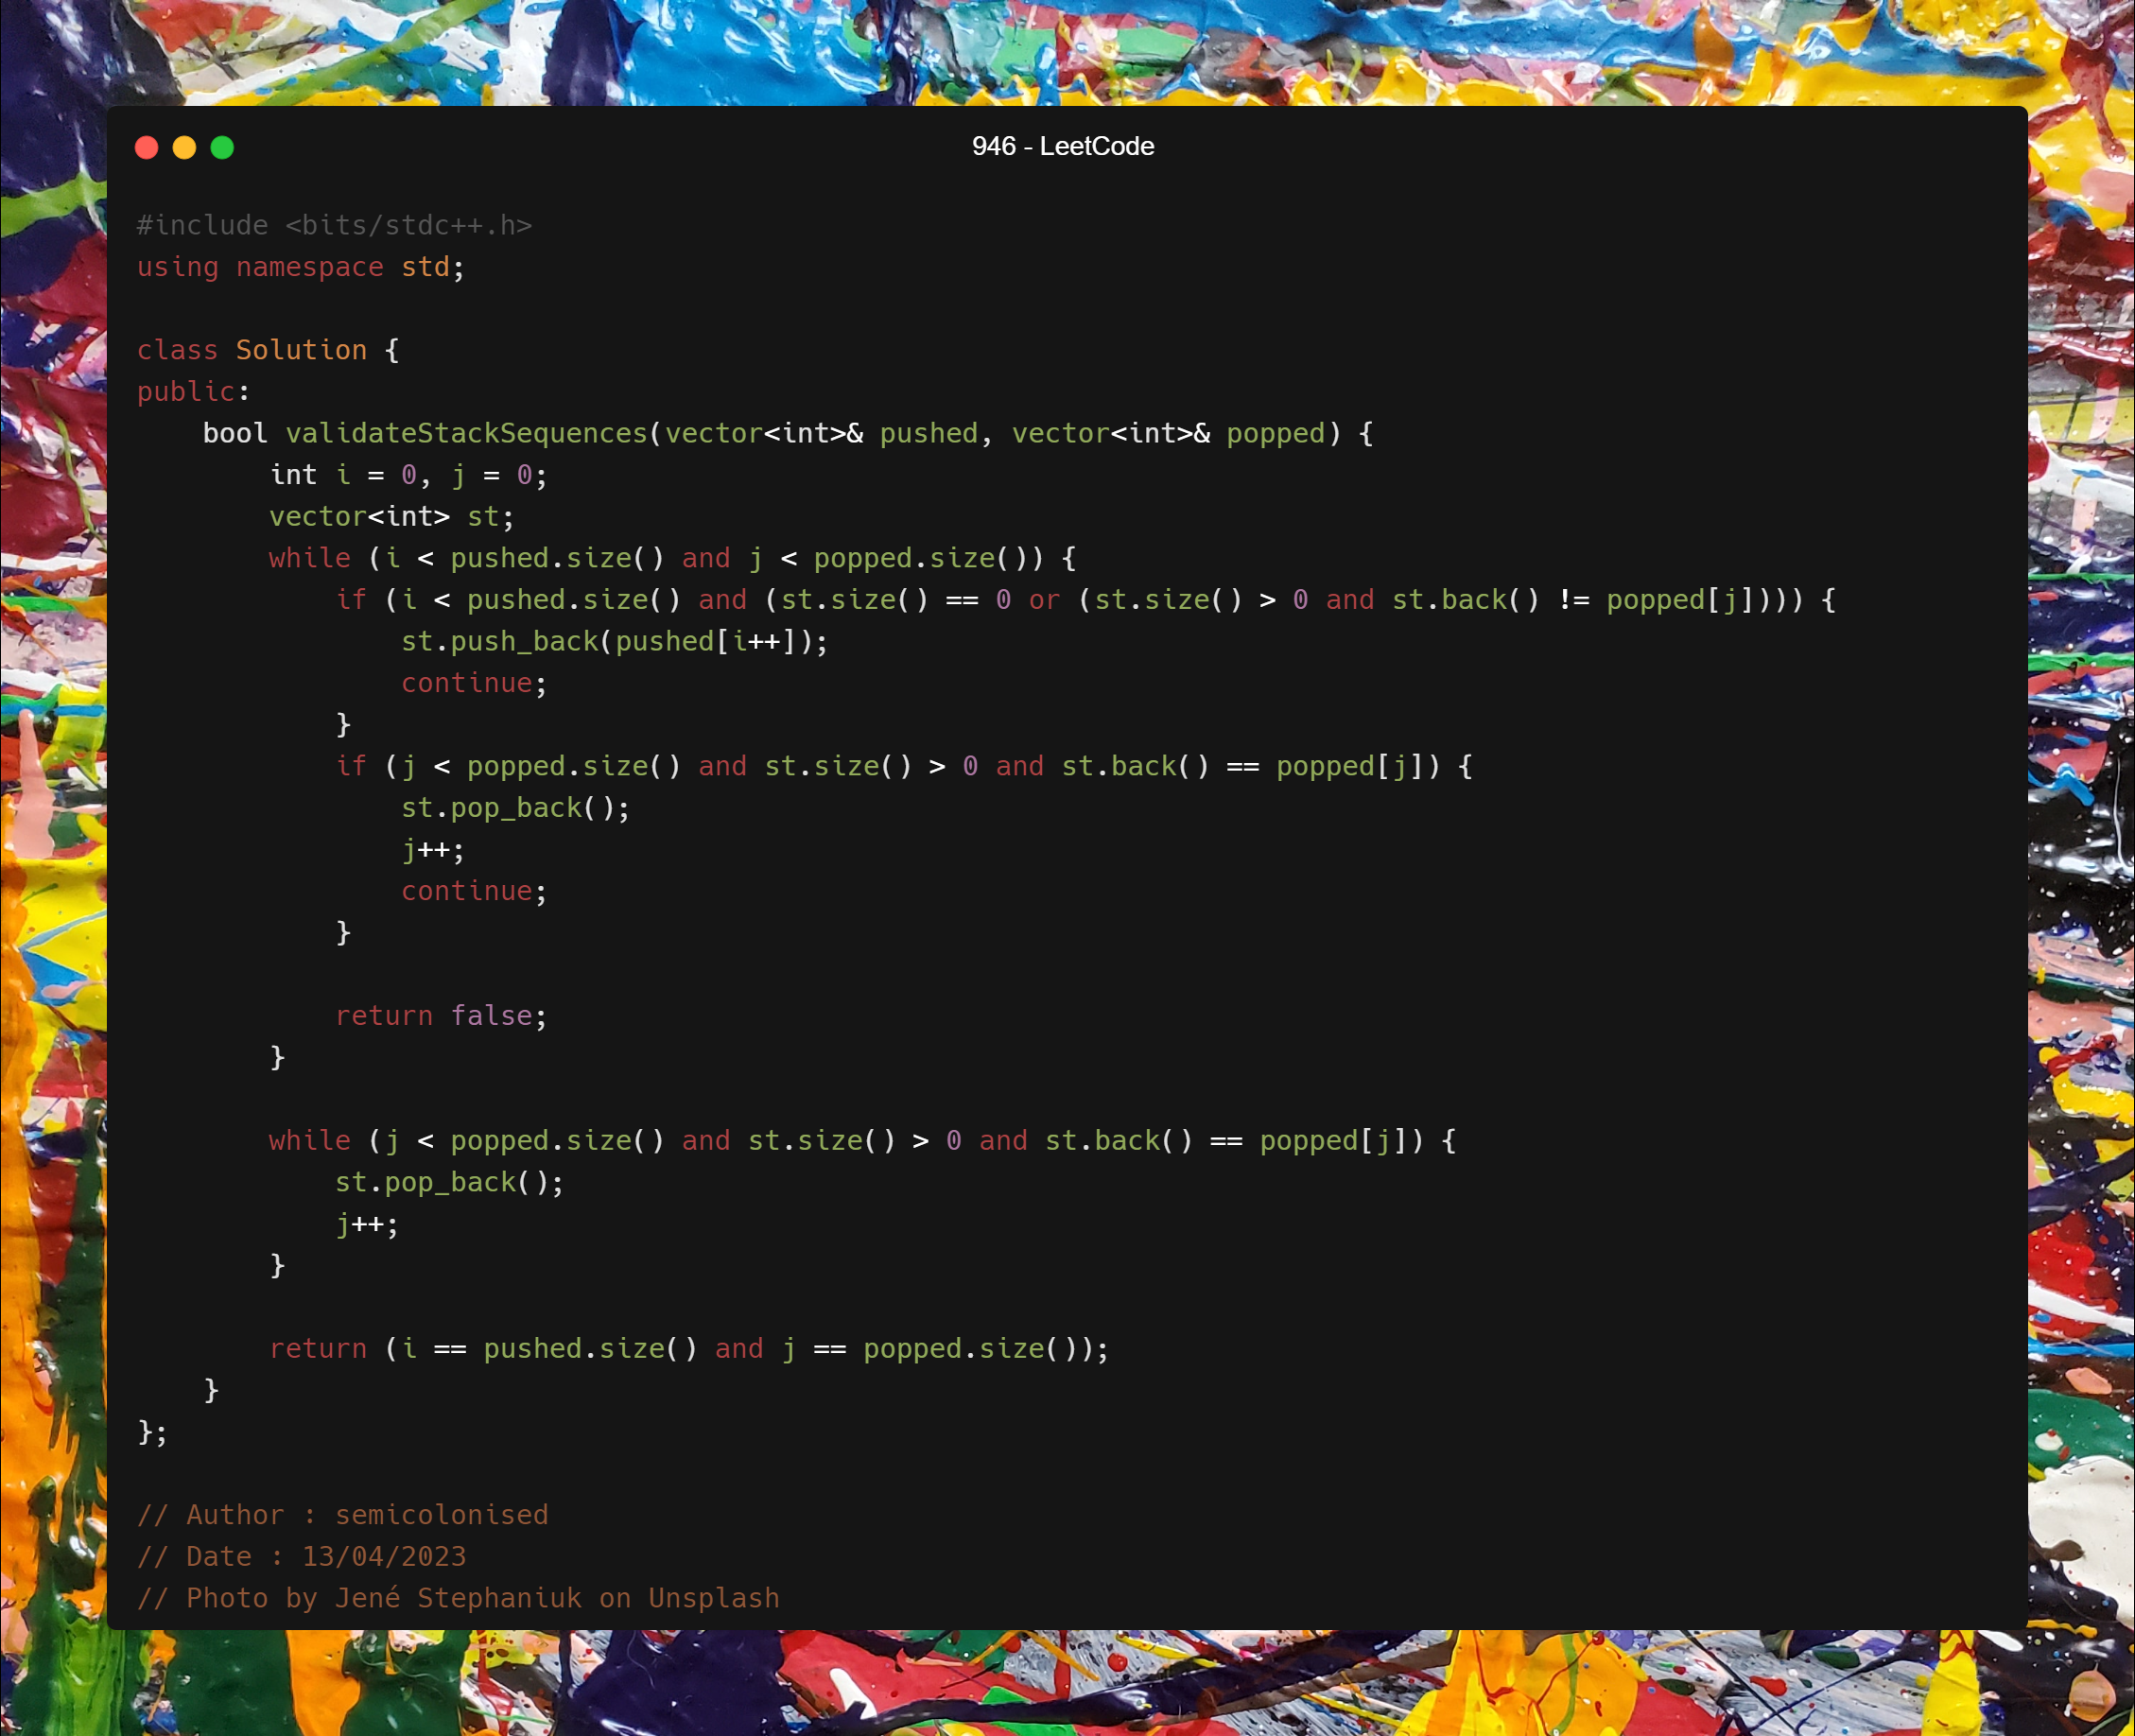 946 - LeetCode
#include <bits/stdc++.h>
using namespace std;
class Solution {
public:
    bool validateStackSequences(vector<int>& pushed, vector<int>& popped) {
        int i = 0, j = 0;
        vector<int> st;
        while (i < pushed.size() and j < popped.size()) {
            if (i < pushed.size() and (st.size() == 0 or (st.size() > 0 and st.back() != popped[j]))) {
                st.push_back(pushed[i++]);
                continue;
            }
            if (j < popped.size() and st.size() > 0 and st.back() == popped[j]) {
                st.pop_back();
                j++;
                continue;
            }
            return false;
        }
        while (j < popped.size() and st.size() > 0 and st.back() == popped[j]) {
            st.pop_back();
            j++;
        }
        return (i == pushed.size() and j == popped.size());
    }
};
// Author : semicolonised
// Date : 13/04/2023
// Photo by Jené Stephaniuk on Unsplash